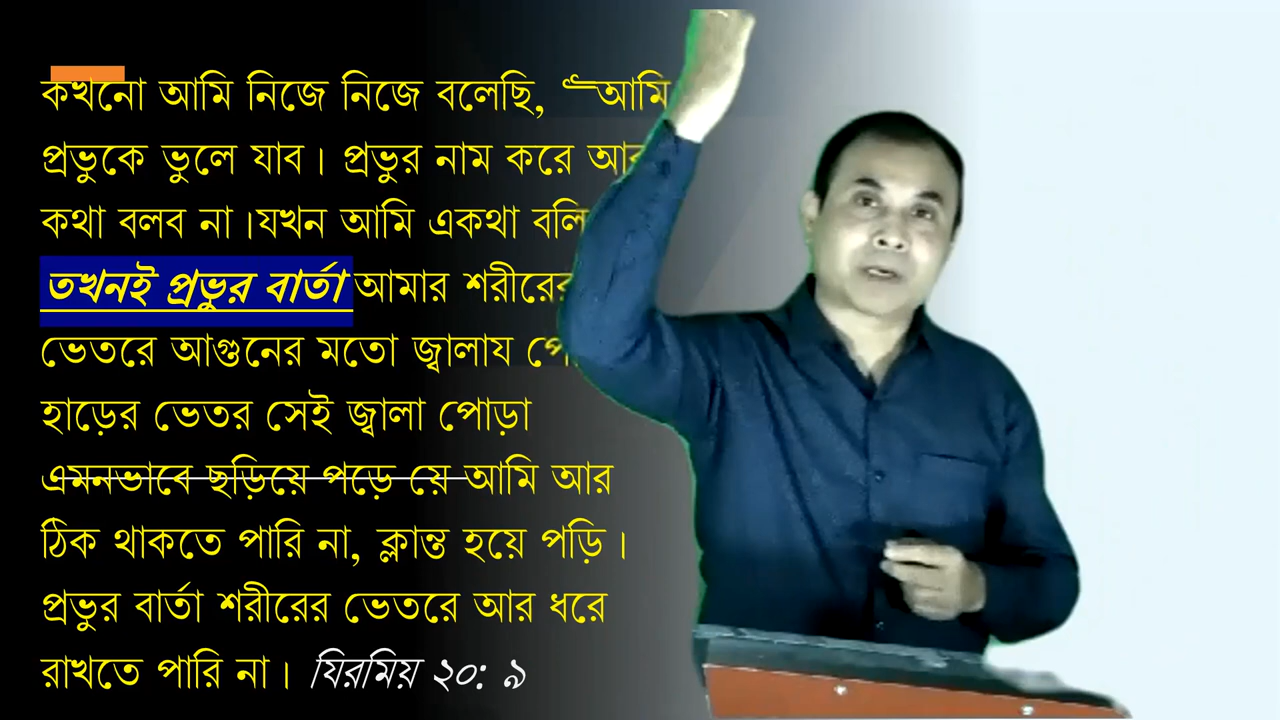 কখনো আমি নিজে নিজে বলেছি, “আমি
প্রভুকে ভুলে যাব। প্রভুর নাম করে আর
কথা বলব না।যখন আমি একথা বলি
তখনই প্রভুর বার্তা আমার শরীরের
ভেতরে আগুনের মতো জ্বালায
হাড়ের ভেতর সেই জ্বালা পোড়া
এমনভাবে ছড়িয়ে পড়ে য়ে আমি আর
ঠিক থাকতে পারি না, ক্লান্ত হয়ে পড়ি।
প্রভুর বার্তা শরীরের ভেতরে আর ধরে
রাখতে পারি না। যিরমিয় ২০: ৯